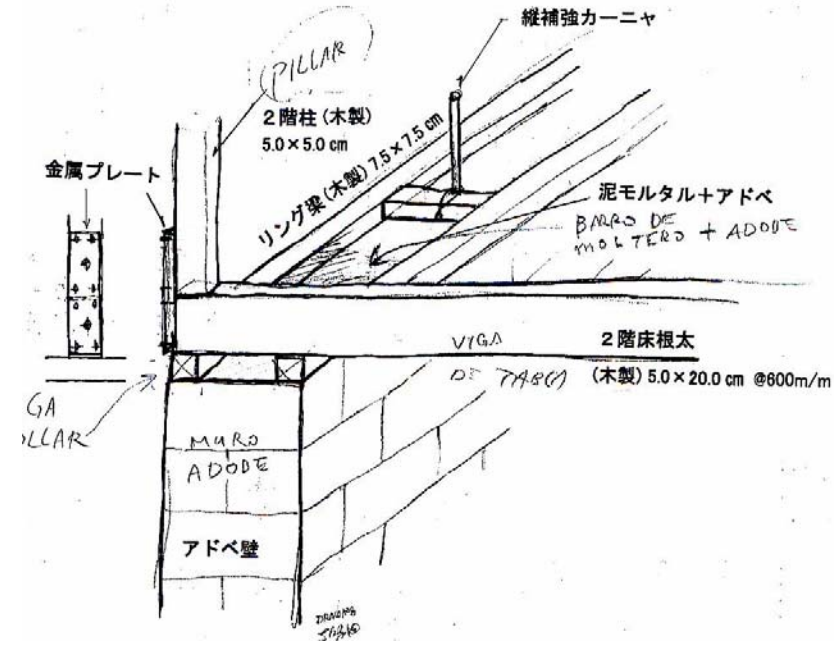 縦補強カーニャ
PILLAR
2階柱(木製)
5.0×5.0 cm
金属プレート
リング梁(木製) 7.5×7.5 cm
泥モルタル+アドベ
BARRO DE
MORTERO + ADOBE
VIGA
2階床根太
DE TABLA
(木製) 5.0×20.0 cm @600m/m
GA
OLLAR
MURO
ADOBE
アドベ壁